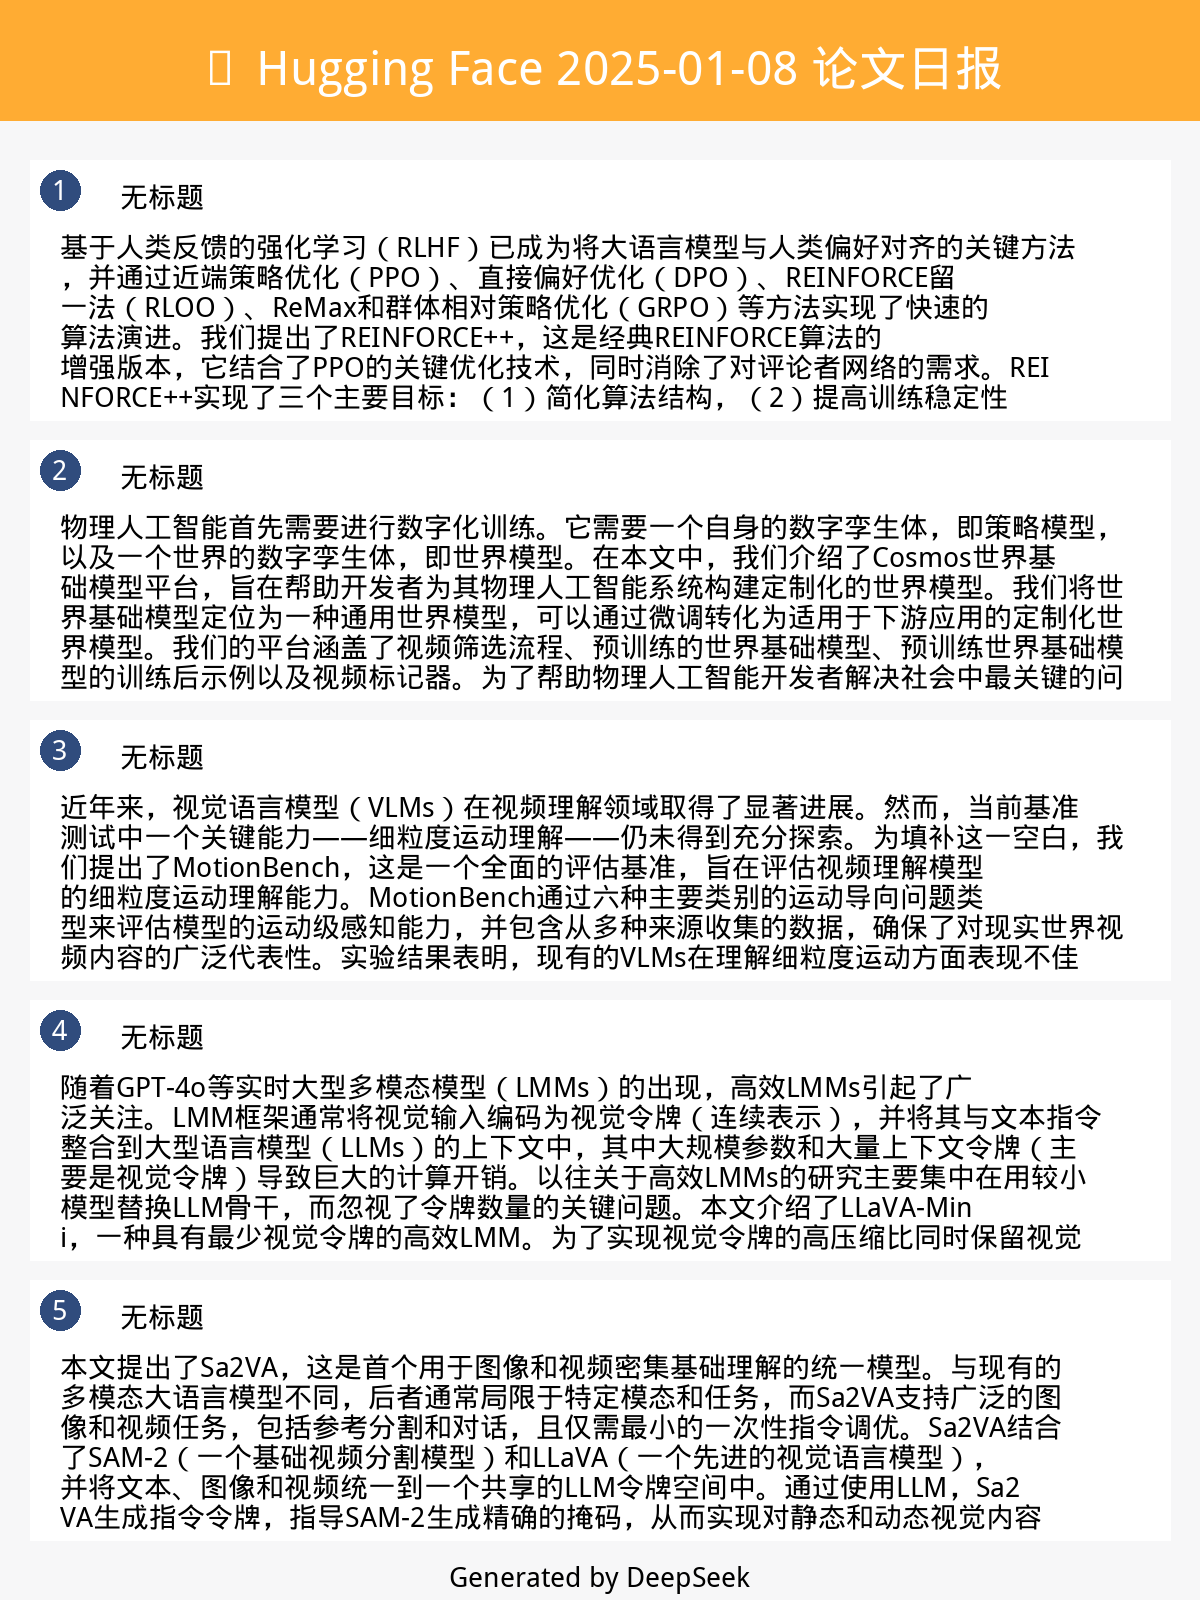 Hugging Face 2025-01-08 论文日报
1 无标题
基于人类反馈的强化学习（RLHF）已成为将大语言模型与人类偏好对齐的关键方法
，并通过近端策略优化（PPO）、直接偏好优化（DPO）、REINFORCE留
一法（RLOO）、ReMax和群体相对策略优化（GRPO）等方法实现了快速的
算法演进。我们提出了REINFORCE++，这是经典REINFORCE算法的
增强版本，它结合了PPO的关键优化技术，同时消除了对评论者网络的需求。REI
NFORCE++实现了三个主要目标：（1）简化算法结构，（2）提高训练稳定性
2 无标题
物理人工智能首先需要进行数字化训练。它需要一个自身的数字孪生体，即策略模型，
以及一个世界的数字孪生体，即世界模型。在本文中，我们介绍了Cosmos世界基
础模型平台，旨在帮助开发者为其物理人工智能系统构建定制化的世界模型。我们将世
界基础模型定位为一种通用世界模型，可以通过微调转化为适用于下游应用的定制化世
界模型。我们的平台涵盖了视频筛选流程、预训练的世界基础模型、预训练世界基础模
型的训练后示例以及视频标记器。为了帮助物理人工智能开发者解决社会中最关键的问
3 无标题
近年来，视觉语言模型（VLMs）在视频理解领域取得了显著进展。然而，当前基准
测试中一个关键能力——细粒度运动理解——仍未得到充分探索。为填补这一空白，我
们提出了MotionBench，这是一个全面的评估基准，旨在评估视频理解模型
的细粒度运动理解能力。MotionBench通过六种主要类别的运动导向问题类
型来评估模型的运动级感知能力，并包含从多种来源收集的数据，确保了对现实世界视
频内容的广泛代表性。实验结果表明，现有的VLMs在理解细粒度运动方面表现不佳
4 无标题
随着GPT-4o等实时大型多模态模型（LMMs）的出现，高效LMMs引起了广
泛关注。LMM框架通常将视觉输入编码为视觉令牌（连续表示），并将其与文本指令
整合到大型语言模型（LLMs）的上下文中，其中大规模参数和大量上下文令牌（主
要是视觉令牌）导致巨大的计算开销。以往关于高效LMMs的研究主要集中在用较小
模型替换LLM骨干，而忽视了令牌数量的关键问题。本文介绍了LLaVA-Min
i，一种具有最少视觉令牌的高效LMM。为了实现视觉令牌的高压缩比同时保留视觉
5 无标题
本文提出了Sa2VA，这是首个用于图像和视频密集基础理解的统一模型。与现有的
多模态大语言模型不同，后者通常局限于特定模态和任务，而Sa2VA支持广泛的图
像和视频任务，包括参考分割和对话，且仅需最小的一次性指令调优。Sa2VA结合
了SAM-2（一个基础视频分割模型）和LLaVA（一个先进的视觉语言模型），
并将文本、图像和视频统一到一个共享的LLM令牌空间中。通过使用LLM，Sa2
VA生成指令令牌，指导SAM-2生成精确的掩码，从而实现对静态和动态视觉内容
Generated by DeepSeek